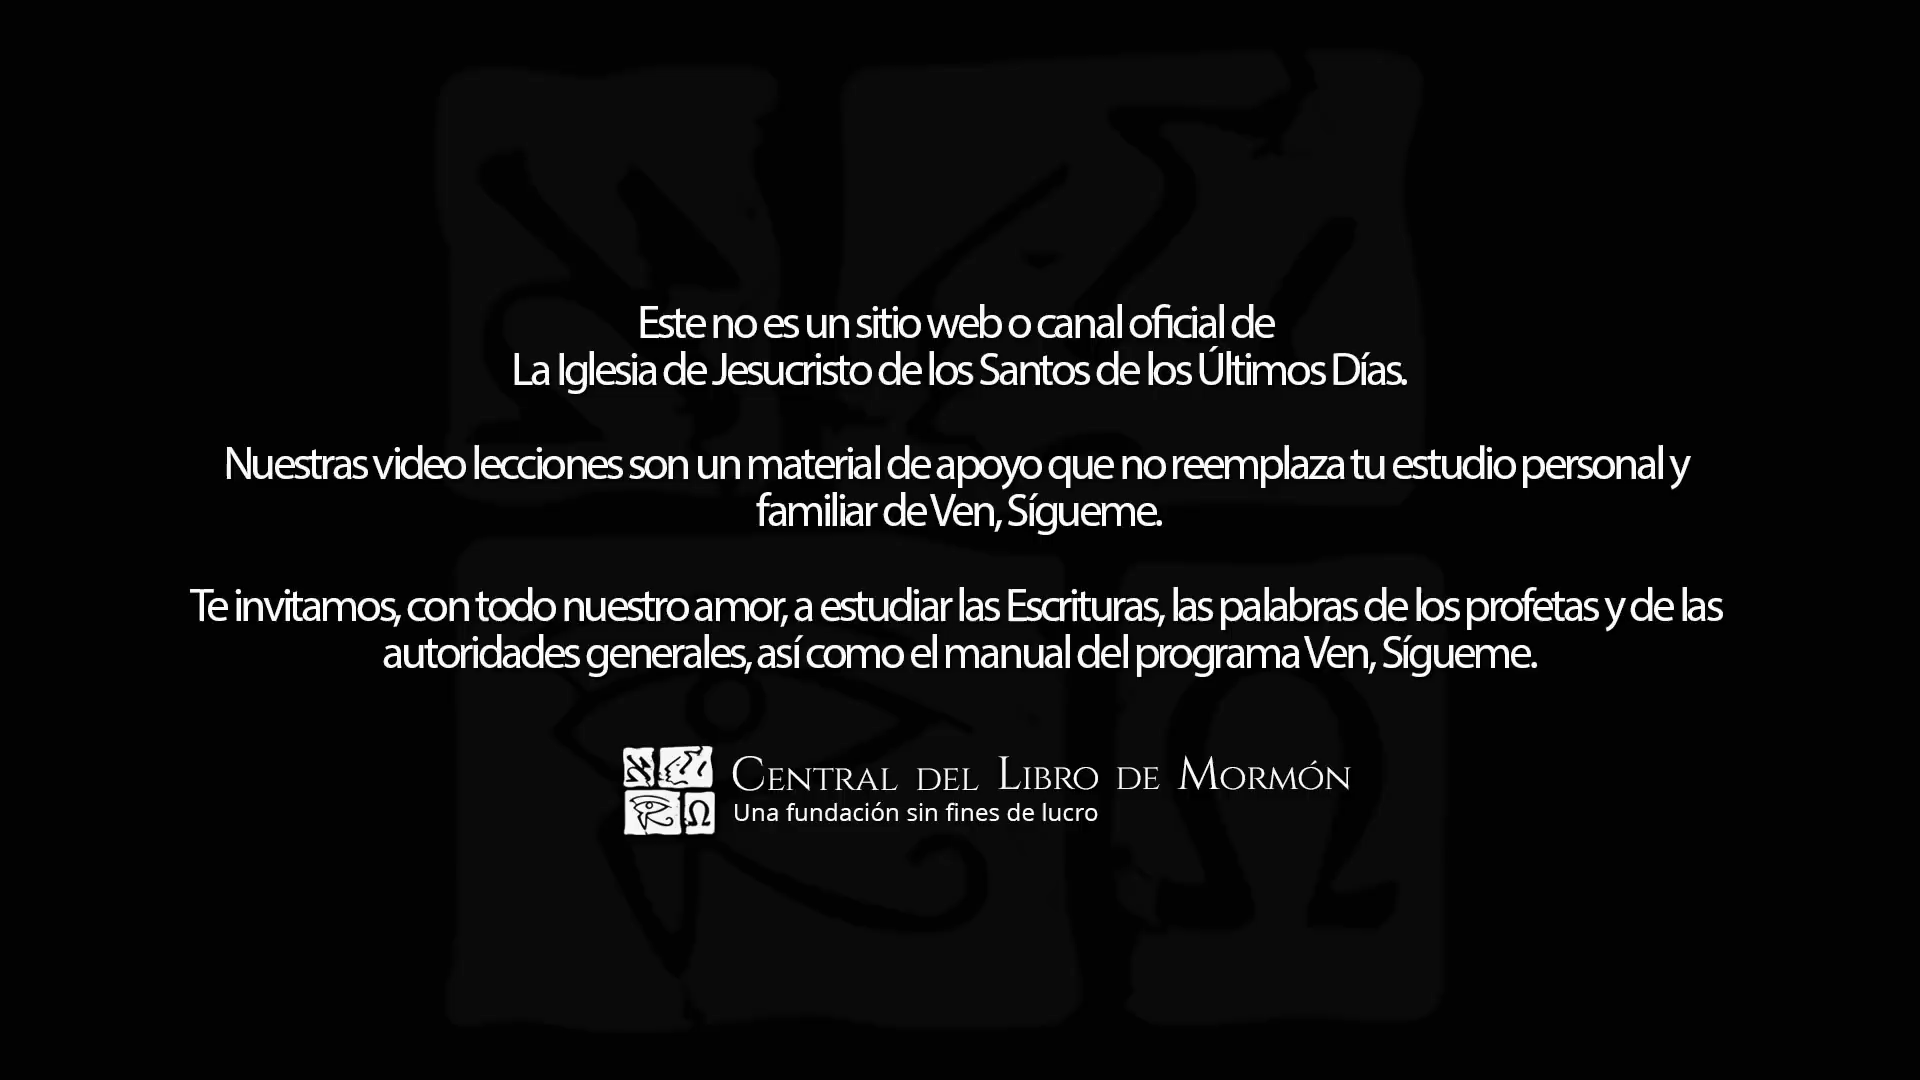 Este no es un sitio web o canal oficial de
La Iglesia de Jesucristo de los Santos de los Últimos Días.
Nuestras video lecciones son un material de apoyo que no reemplaza tu estudio personal y
familiar de Ven, Sígueme.
Te invitamos, con todo nuestro amor, a estudiar las Escrituras, las palabras de los profetas y de las
autoridades generales, así como el manual del programa Ven, Sígueme.
Central del Libro de Mormón
Una fundación sin fines de lucro